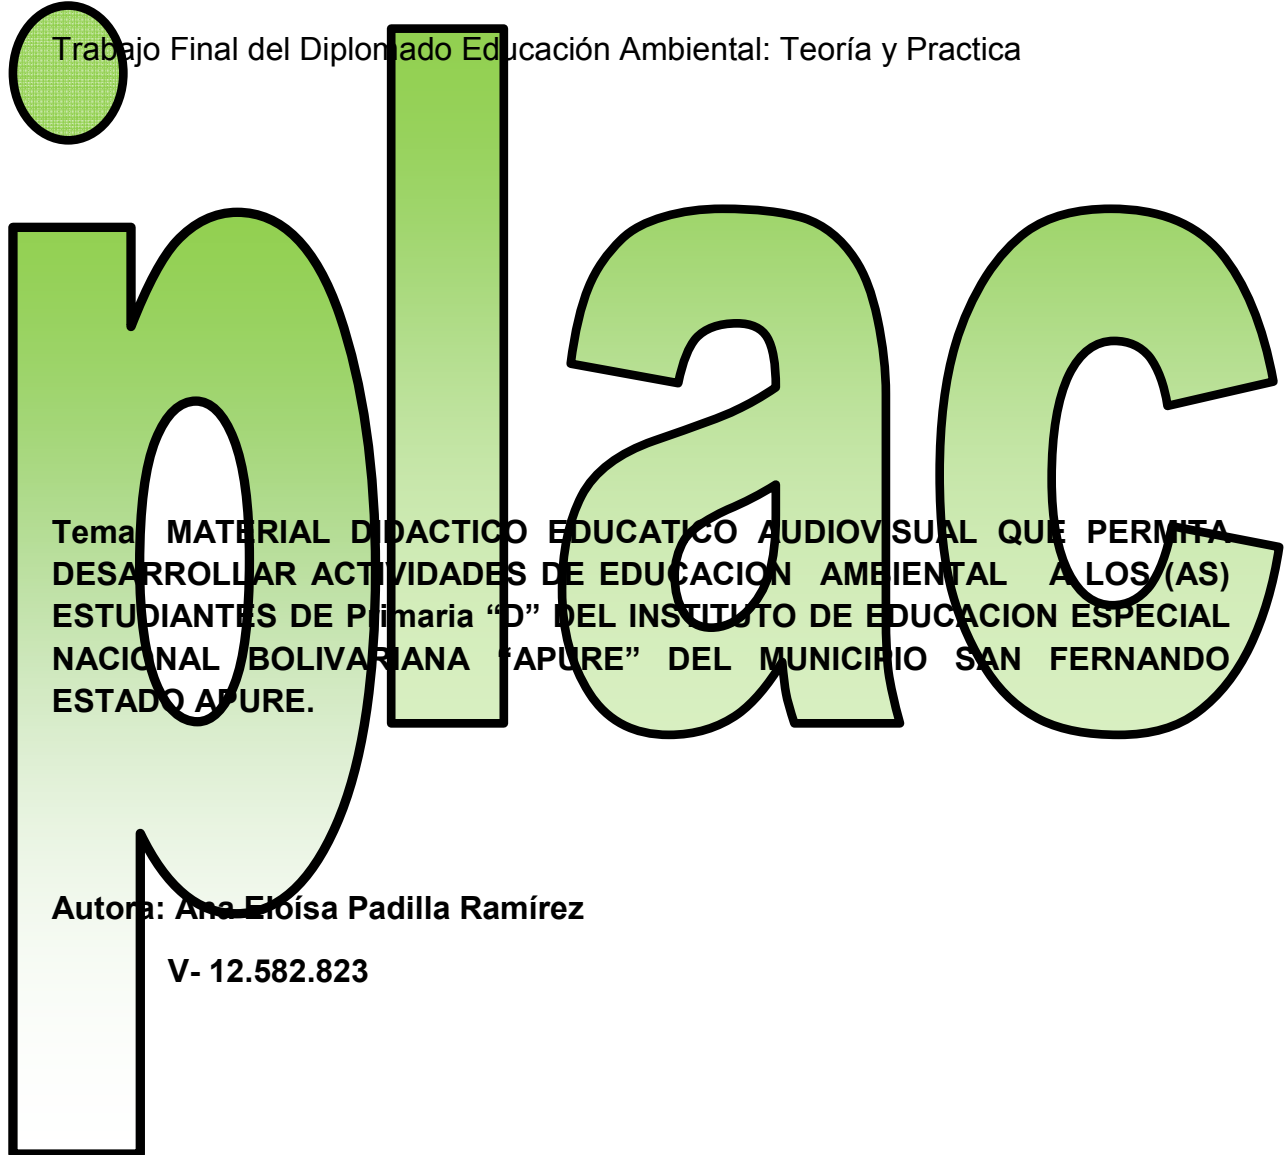 Trabajo Final del Diplomado Educación Ambiental: Teoría y Practica
iplac
Tema: MATERIAL DIDACTICO EDUCATICO AUDIOVISUAL QUE PERMITA
DESARROLLAR ACTIVIDADES DE EDUCACION AMBIENTAL A LOS (AS)
ESTUDIANTES DE Primaria “D” DEL INSTITUTO DE EDUCACION ESPECIAL
NACIONAL BOLIVARIANA “APURE” DEL MUNICIPIO SAN FERNANDO
ESTADO APURE.
Autora: Ana Eloísa Padilla Ramírez
V- 12.582.823